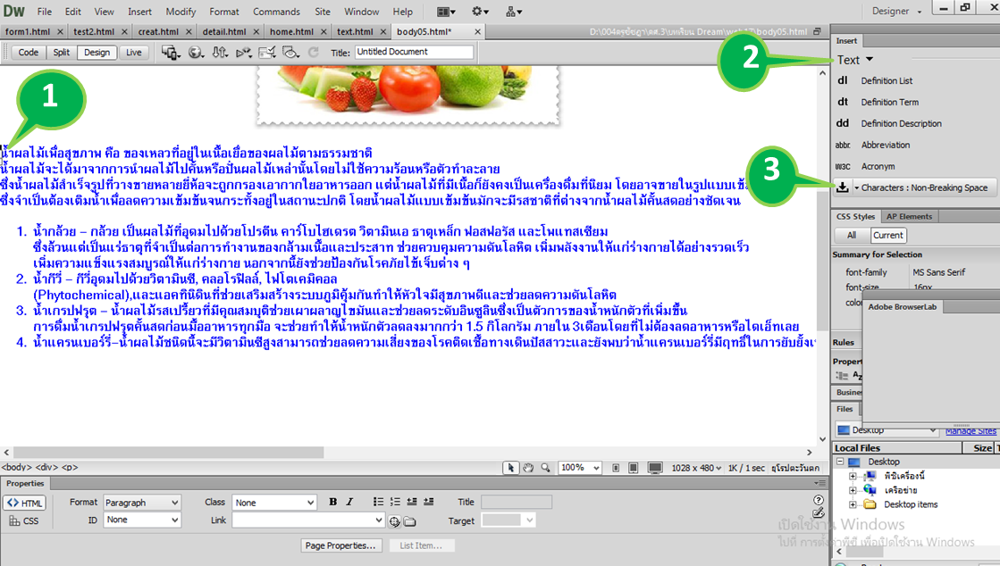 Dw File Edit View Insert Modify Format Commands Site Window Help Designer
form1.html × test2.html × creat.html × detail.html × home.html × text.html × body05.html* ×
Code Split Design Live Title: Untitled Document
Insert
Text
dl Definition List
dt Definition Term
dd Definition Description
abbr. Abbreviation
W3C Acronym
Characters : Non-Breaking Space
1
2
3
น้ำผลไม้เพื่อสุขภาพ คือ ของเหลวที่อยู่ในเนื้อเยื่อของผลไม้ตามธรรมชาติ
น้ำผลไม้จะได้มาจากการนำผลไม้ไปคั้นหรือปั่นผลไม้เหล่านั้นโดยไม่ใช้ความร้อนหรือตัวทำละลาย
ซึ่งน้ำผลไม้สำเร็จรูปที่วางขายหลายยี่ห้อจะถูกกรองเอากากใยอาหารออก แต่น้ำผลไม้ที่มีเนื้อก็ยังคงเป็นเครื่องดื่มที่นิยม โดยอาจขายในรูปแบบเข้ม
ซึ่งจำเป็นต้องเติมน้ำเพื่อลดความเข้มข้นจนกระทั่งอยู่ในสถานะปกติ โดยน้ำผลไม้แบบเข้มข้นมักจะมีรสชาติที่ต่างจากน้ำผลไม้คั้นสดอย่างชัดเจน
1. น้ำกล้วย – กล้วย เป็นผลไม้ที่อุดมไปด้วยโปรตีน คาร์โบไฮเดรต วิตามินเอ ธาตุเหล็ก ฟอสฟอรัส และโพแทสเซียม
ซึ่งล้วนแต่เป็นแร่ธาตุที่จำเป็นต่อการทำงานของกล้ามเนื้อและประสาท ช่วยควบคุมความดันโลหิต เพิ่มพลังงานให้แก่ร่างกายได้อย่างรวดเร็ว
เพิ่มความแข็งแรงสมบูรณ์ให้แก่ร่างกาย นอกจากนี้ยังช่วยป้องกันโรคภัยไข้เจ็บต่าง ๆ
2. น้ำกีวี่ – กีวี่อุดมไปด้วยวิตามินซี, คลอโรฟิลล์, ไฟโตเคมิคอล
(Phytochemical),และแอคทินิดินที่ช่วยเสริมสร้างระบบภูมิคุ้มกันทำให้หัวใจมีสุขภาพดีและช่วยลดความดันโลหิต
3. น้ำเกรปฟรุต – น้ำผลไม้รสเปรี้ยวที่มีคุณสมบุติช่วยเผาผลาญไขมันและช่วยลดระดับอินซูลินซึ่งเป็นตัวการของน้ำหนักตัวที่เพิ่มขึ้น
การดื่มน้ำเกรปฟรุตคั้นสดก่อนมื้ออาหารทุกมื้อ จะช่วยทำให้น้ำหนักตัวลดลงมากกว่า 1.5 กิโลกรัม ภายใน 3เดือนโดยที่ไม่ต้องลดอาหารหรือไดเอ็ทเลย
4. น้ำแครนเบอร์รี่–น้ำผลไม้ชนิดนี้จะมีวิตามินซีสูงสามารถช่วยลดความเสี่ยงของโรคติดเชื้อทางเดินปัสสาวะและยังพบว่าน้ำแครนเบอร์รี่มีฤทธิ์ในการยับยั้ง
CSS Styles AP Elements
All Current
Summary for Selection
font-family MS Sans Serif
font-size 16px
Adobe BrowserLab
Rules
Files
Desktop Manage Sites
Local Files Size
Desktop
พีซีเครื่องนี้
เครือข่าย
Desktop items
<body> <div> <p> 100% 1028 x 480 1K / 1 sec ยุโรปตะวันตก
Properties
<> HTML Format Paragraph Class None B I Title
CSS ID None Link Target
Page Properties... List Item...
เปิดใช้งาน Windows
ไปที่ การตั้งค่าพีซี เพื่อเปิดใช้งาน Windows